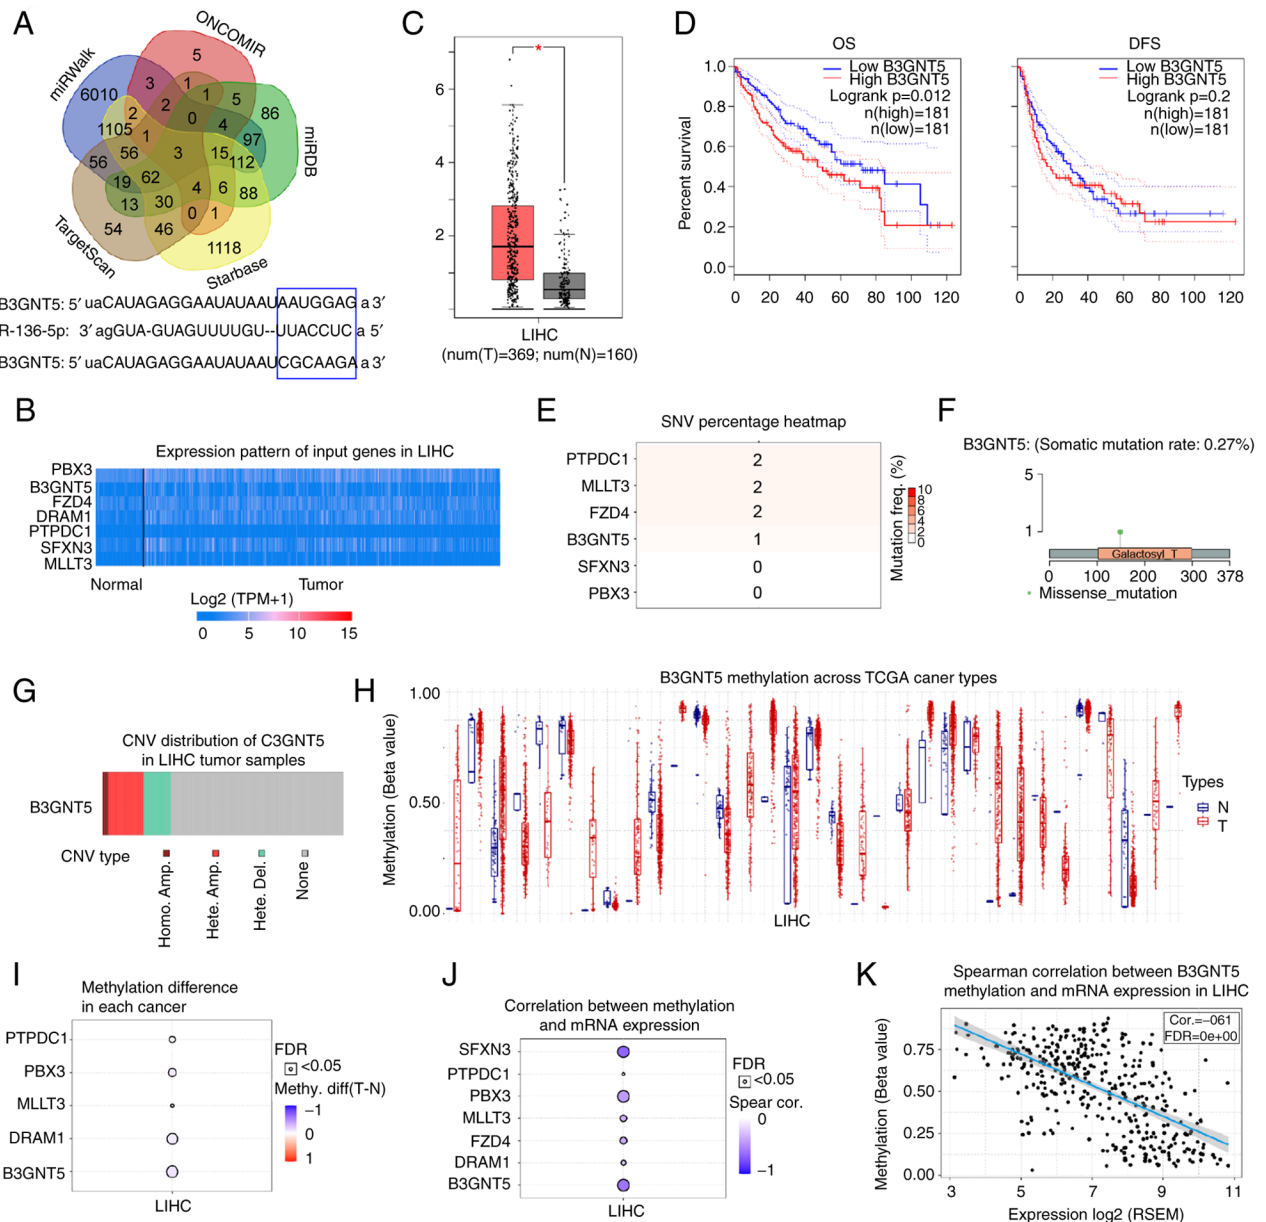 A
ONCOMIR
miRWalk
miRDB
TargetScan
Starbase
5
3
1
1
5
86
6010
2
2
0
4
97
1105
1
56
3
15
112
56
19
62
4
6
88
13
30
0
1
54
46
1118
B3GNT5: 5′ uaCAUAGAGGAAUAUAAUAAUGGAG a 3′
R-136-5p: 3′ agGUA-GUAGUUUUGU--UUACCUC a 5′
B3GNT5: 5′ uaCAUAGAGGAAUAUAAUCGCAAGA a 3′
C
*
6
4
2
LIHC
(num(T)=369; num(N)=160)
D
OS
Low B3GNT5
High B3GNT5
Logrank p=0.012
n(high)=181
n(low)=181
Percent survival
1.0
0.8
0.6
0.4
0.2
0.0
0 20 40 60 80 100 120
DFS
Low B3GNT5
High B3GNT5
Logrank p=0.2
n(high)=181
n(low)=181
0 20 40 60 80 100 120
B
Expression pattern of input genes in LIHC
PBX3
B3GNT5
FZD4
DRAM1
PTPDC1
SFXN3
MLLT3
Normal Tumor
Log2 (TPM+1)
0 5 10 15
E
SNV percentage heatmap
PTPDC1 2
MLLT3 2
FZD4 2
B3GNT5 1
SFXN3 0
PBX3 0
Mutation freq. (%)
10
8
6
4
2
0
F
B3GNT5: (Somatic mutation rate: 0.27%)
5
1
Galactosyl_T
0 100 200 300 378
Missense_mutation
G
CNV distribution of C3GNT5
in LIHC tumor samples
B3GNT5
CNV type
Homo. Amp.
Hete. Amp.
Hete. Del.
None
H
B3GNT5 methylation across TCGA caner types
Methylation (Beta value)
1.00
0.50
0.00
LIHC
Types
N
T
I
Methylation difference
in each cancer
PTPDC1
PBX3
MLLT3
DRAM1
B3GNT5
LIHC
FDR
<0.05
Methy. diff(T-N)
−1
0
1
J
Correlation between methylation
and mRNA expression
SFXN3
PTPDC1
PBX3
MLLT3
FZD4
DRAM1
B3GNT5
LIHC
FDR
<0.05
Spear cor.
0
−1
K
Spearman correlation between B3GNT5
methylation and mRNA expression in LIHC
Cor.=−061
FDR=0e+00
Methylation (Beta value)
0.75
0.50
0.25
0.00
3 5 7 9 11
Expression log2 (RSEM)